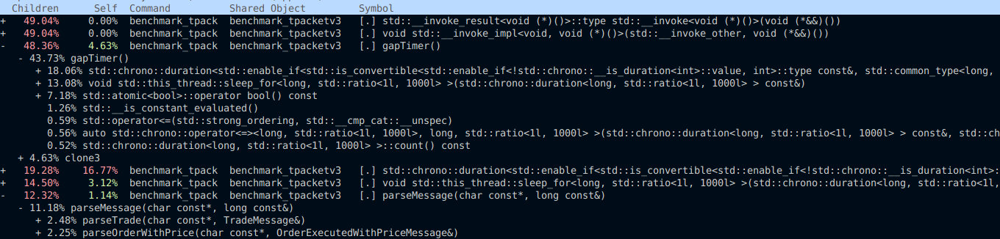 Children Self Command Shared Object Symbol
+ 49.04% 0.00% benchmark_tpack benchmark_tpacketv3 [.] std::__invoke_result<void (*)()>::type std::__invoke<void (*)()>(void (*&&)())
+ 49.04% 0.00% benchmark_tpack benchmark_tpacketv3 [.] void std::__invoke_impl<void, void (*)()>(std::__invoke_other, void (*&&)())
- 48.36% 4.63% benchmark_tpack benchmark_tpacketv3 [.] gapTimer()
- 43.73% gapTimer()
+ 18.06% std::chrono::duration<std::enable_if<std::is_convertible<std::enable_if<!std::chrono::__is_duration<int>::value, int>::type const&, std::common_type<long,
+ 13.08% void std::this_thread::sleep_for<long, std::ratio<1l, 1000l> >(std::chrono::duration<long, std::ratio<1l, 1000l> > const&)
+ 7.18% std::atomic<bool>::operator bool() const
1.26% std::__is_constant_evaluated()
0.59% std::operator<=(std::strong_ordering, std::__cmp_cat::__unspec)
0.56% auto std::chrono::operator<=><long, std::ratio<1l, 1000l>, long, std::ratio<1l, 1000l> >(std::chrono::duration<long, std::ratio<1l, 1000l> > const&, std::ch
0.52% std::chrono::duration<long, std::ratio<1l, 1000l> >::count() const
+ 4.63% clone3
+ 19.28% 16.77% benchmark_tpack benchmark_tpacketv3 [.] std::chrono::duration<std::enable_if<std::is_convertible<std::enable_if<!std::chrono::__is_duration<int>:
+ 14.50% 3.12% benchmark_tpack benchmark_tpacketv3 [.] void std::this_thread::sleep_for<long, std::ratio<1l, 1000l> >(std::chrono::duration<long, std::ratio<1l,
- 12.32% 1.14% benchmark_tpack benchmark_tpacketv3 [.] parseMessage(char const*, long const&)
- 11.18% parseMessage(char const*, long const&)
+ 2.48% parseTrade(char const*, TradeMessage&)
+ 2.25% parseOrderWithPrice(char const*, OrderExecutedWithPriceMessage&)